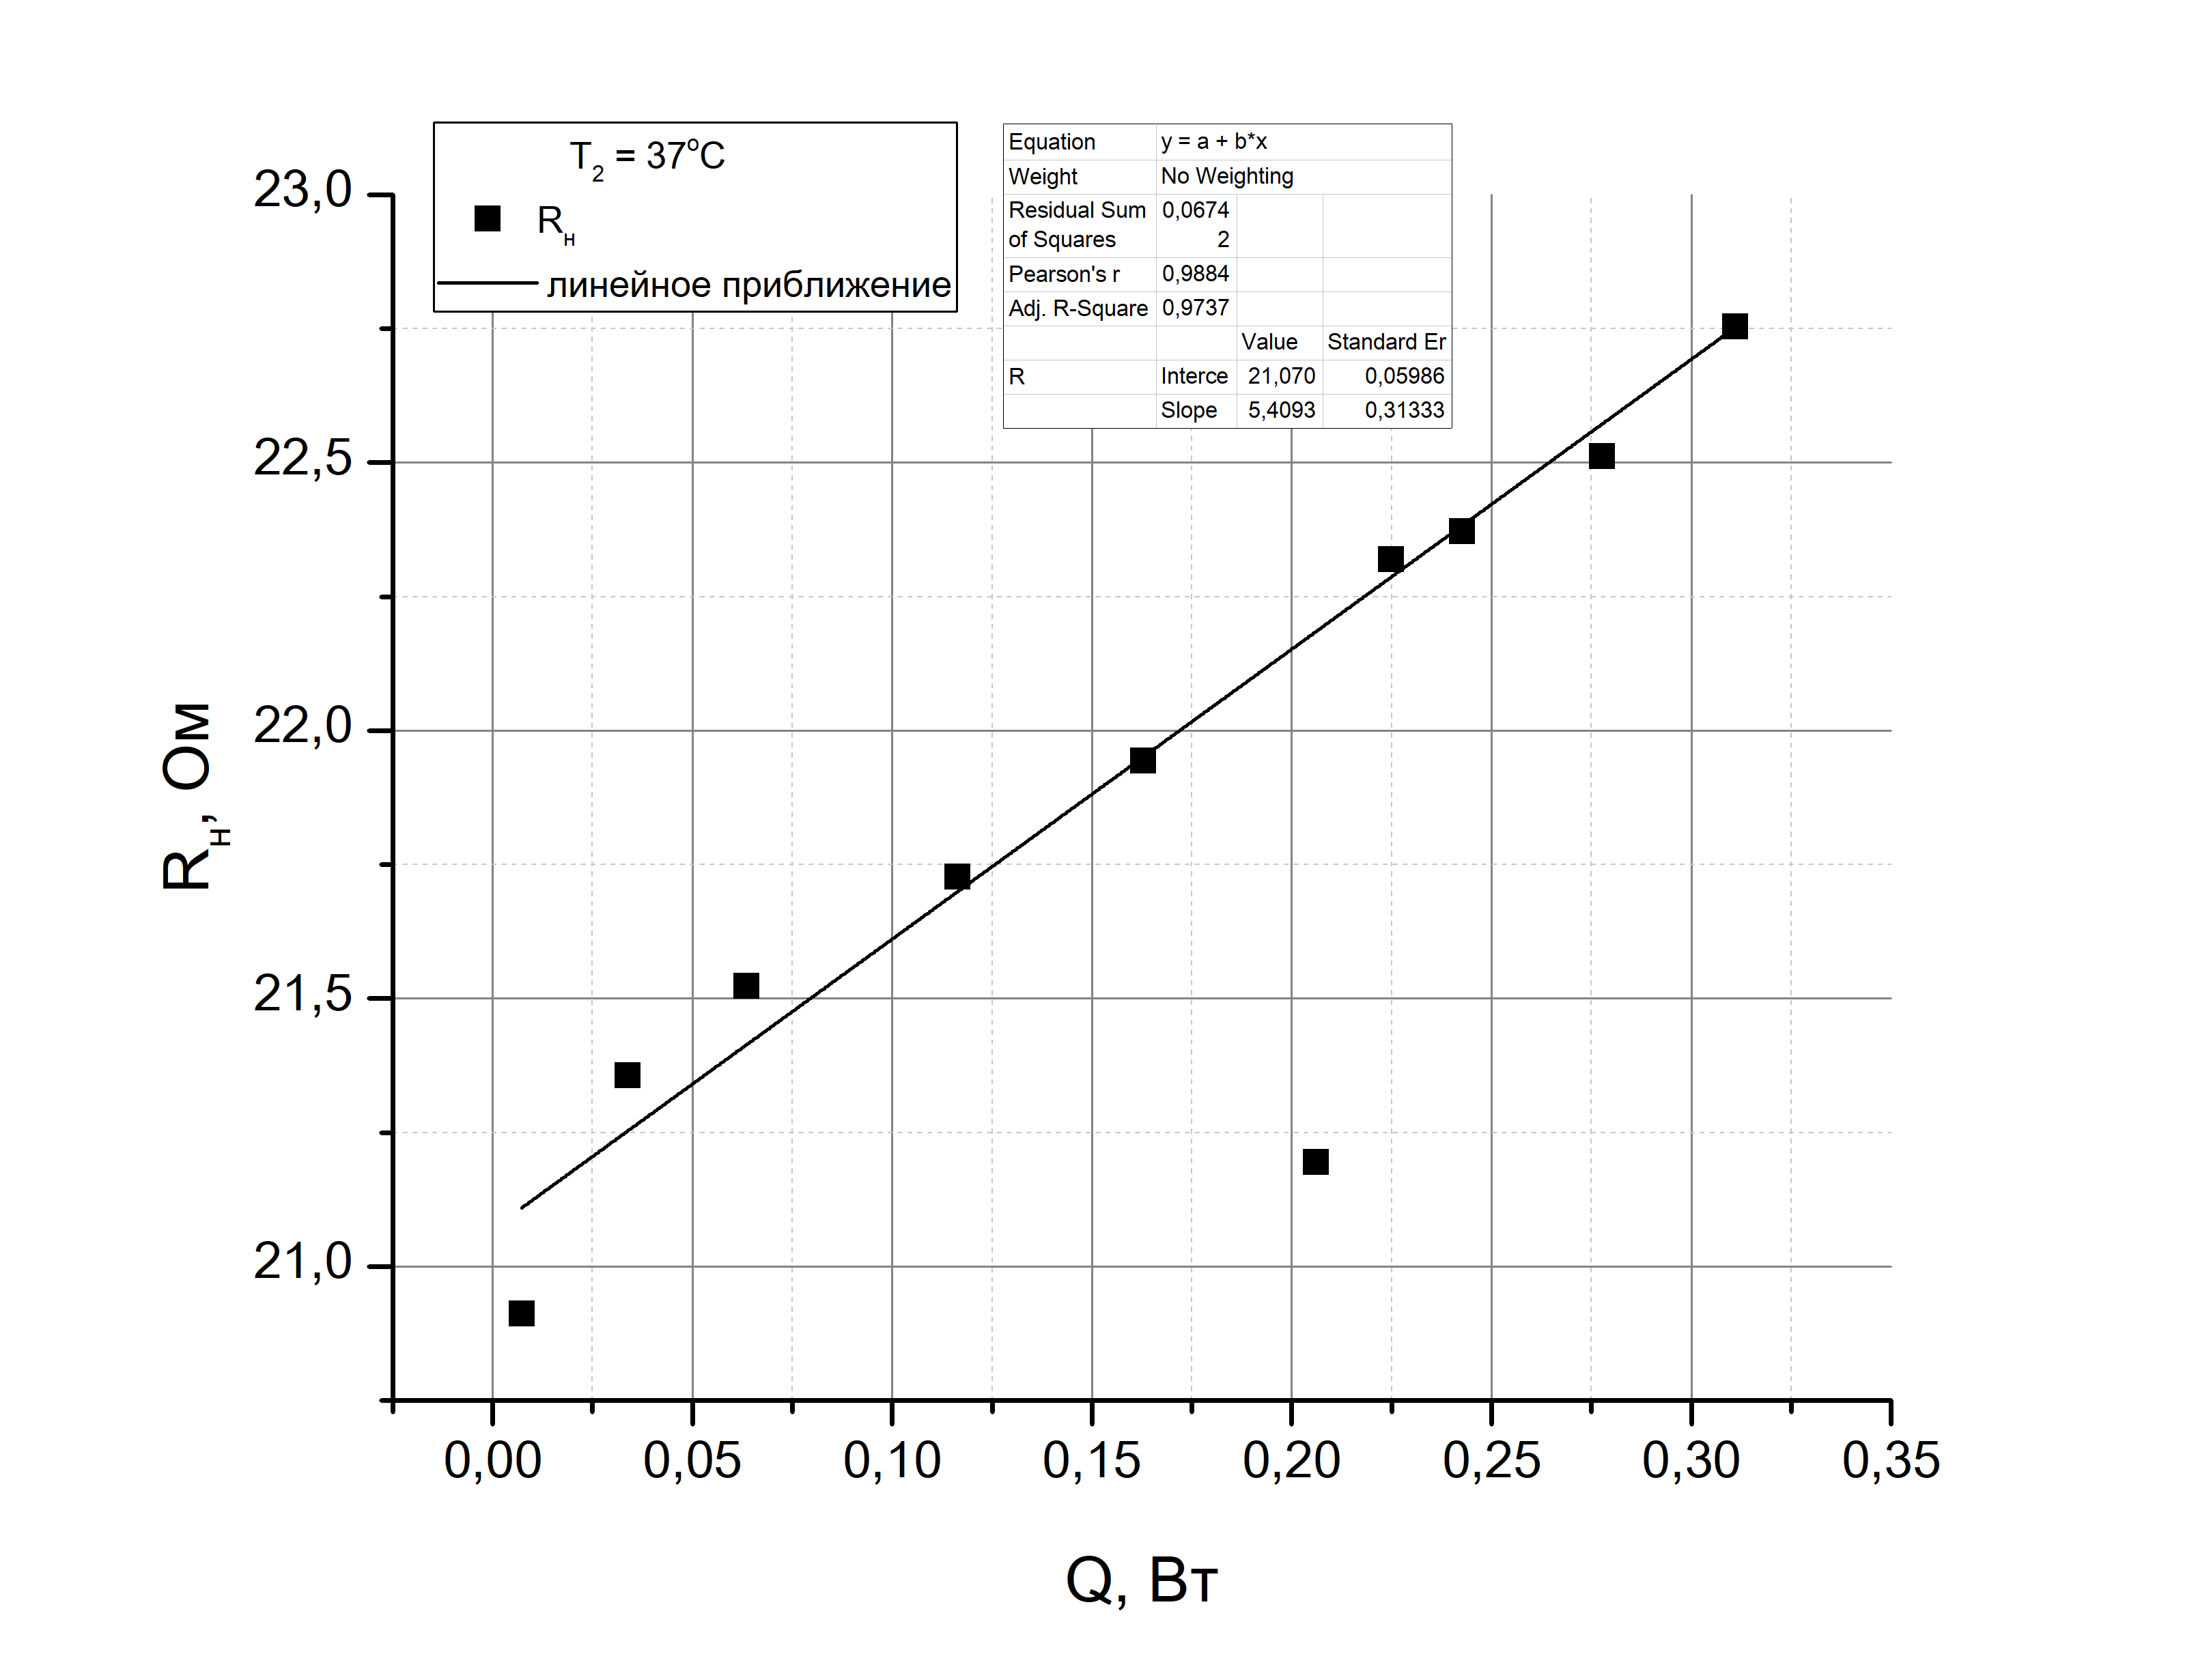 T2 = 37°C
Rн
линейное приближение
Equation y = a + b*x
Weight No Weighting
Residual Sum of Squares 0,06742
Pearson's r 0,9884
Adj. R-Square 0,9737
Value Standard Er
R Interce 21,070 0,05986
Slope 5,4093 0,31333
23,0
22,5
22,0
21,5
21,0
Rн, Ом
0,00 0,05 0,10 0,15 0,20 0,25 0,30 0,35
Q, Вт